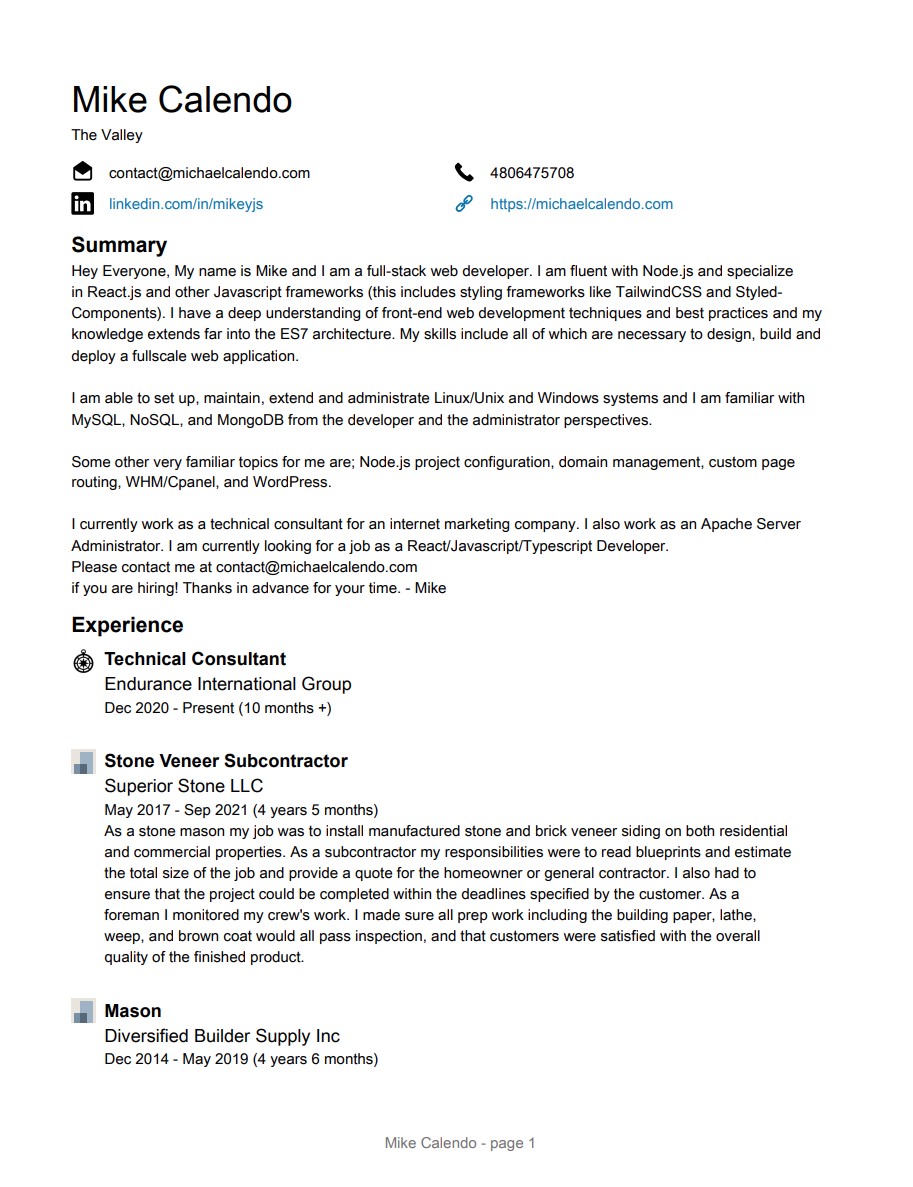 Mike Calendo
The Valley
contact@michaelcalendo.com
4806475708
linkedin.com/in/mikeyjs
https://michaelcalendo.com
Summary
Hey Everyone, My name is Mike and I am a full-stack web developer. I am fluent with Node.js and specialize
in React.js and other Javascript frameworks (this includes styling frameworks like TailwindCSS and Styled-
Components). I have a deep understanding of front-end web development techniques and best practices and my
knowledge extends far into the ES7 architecture. My skills include all of which are necessary to design, build and
deploy a fullscale web application.
I am able to set up, maintain, extend and administrate Linux/Unix and Windows systems and I am familiar with
MySQL, NoSQL, and MongoDB from the developer and the administrator perspectives.
Some other very familiar topics for me are; Node.js project configuration, domain management, custom page
routing, WHM/Cpanel, and WordPress.
I currently work as a technical consultant for an internet marketing company. I also work as an Apache Server
Administrator. I am currently looking for a job as a React/Javascript/Typescript Developer.
Please contact me at contact@michaelcalendo.com
if you are hiring! Thanks in advance for your time. - Mike
Experience
Technical Consultant
Endurance International Group
Dec 2020 - Present (10 months +)
Stone Veneer Subcontractor
Superior Stone LLC
May 2017 - Sep 2021 (4 years 5 months)
As a stone mason my job was to install manufactured stone and brick veneer siding on both residential
and commercial properties. As a subcontractor my responsibilities were to read blueprints and estimate
the total size of the job and provide a quote for the homeowner or general contractor. I also had to
ensure that the project could be completed within the deadlines specified by the customer. As a
foreman I monitored my crew's work. I made sure all prep work including the building paper, lathe,
weep, and brown coat would all pass inspection, and that customers were satisfied with the overall
quality of the finished product.
Mason
Diversified Builder Supply Inc
Dec 2014 - May 2019 (4 years 6 months)
Mike Calendo - page 1